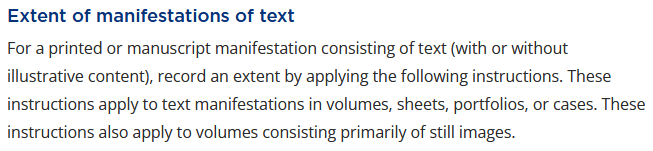 Extent of manifestations of text
For a printed or manuscript manifestation consisting of text (with or without
illustrative content), record an extent by applying the following instructions. These
instructions apply to text manifestations in volumes, sheets, portfolios, or cases. These
instructions also apply to volumes consisting primarily of still images.